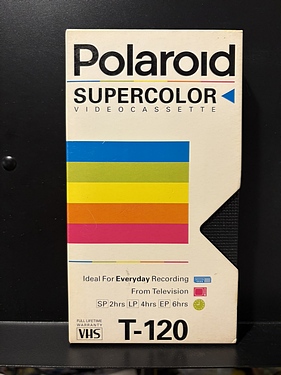 Polaroid
SUPERCOLOR
VIDEOCASSETTE
Ideal For Everyday Recording
From Television
SP 2hrs LP 4hrs EP 6hrs
FULL LIFETIME
WARRANTY
VHS
T-120